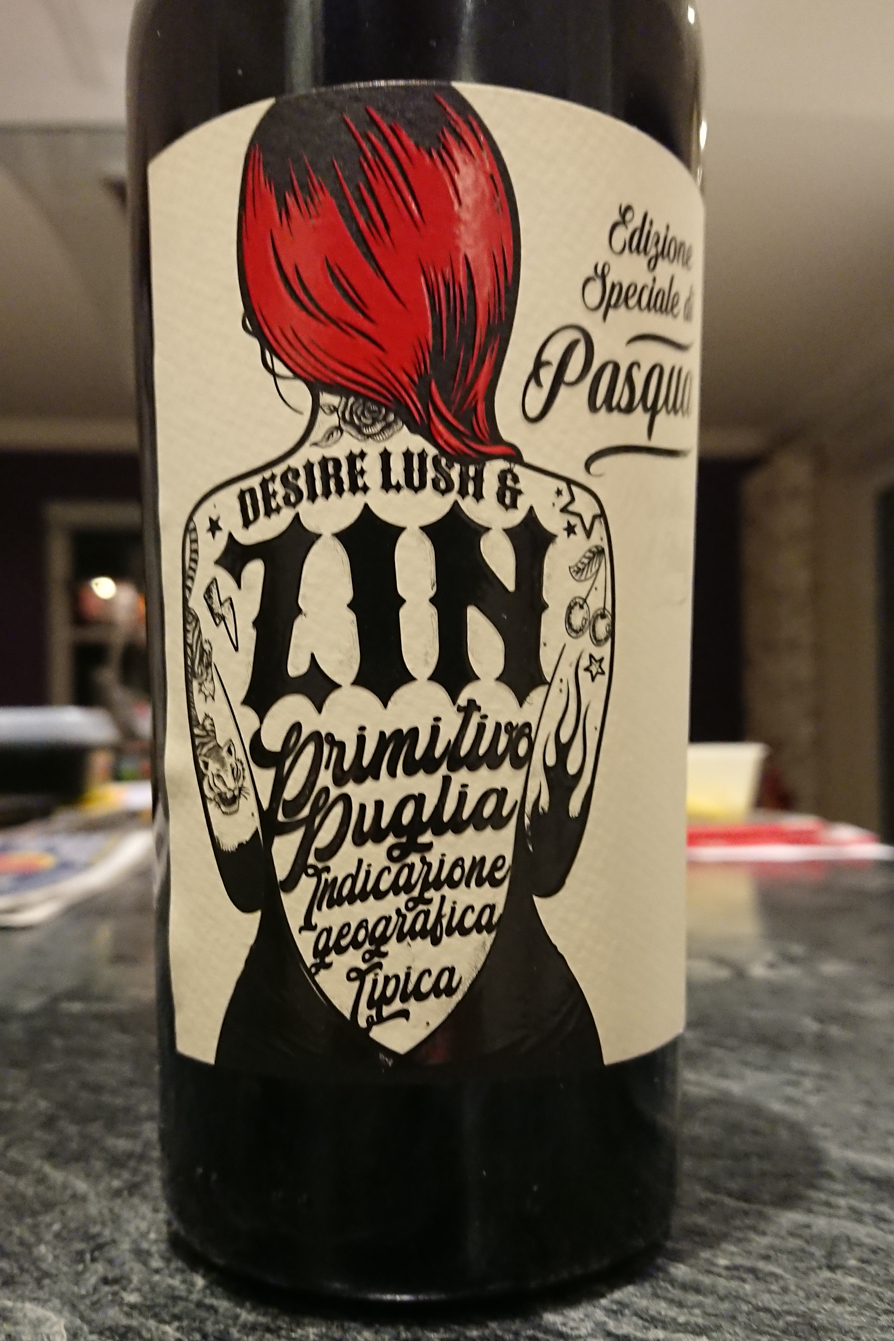 Edizione
Speciale di
Pasqua
DESIRE LUSH &
ZIN
Primitivo
Puglia
Indicazione
geografica
Tipica